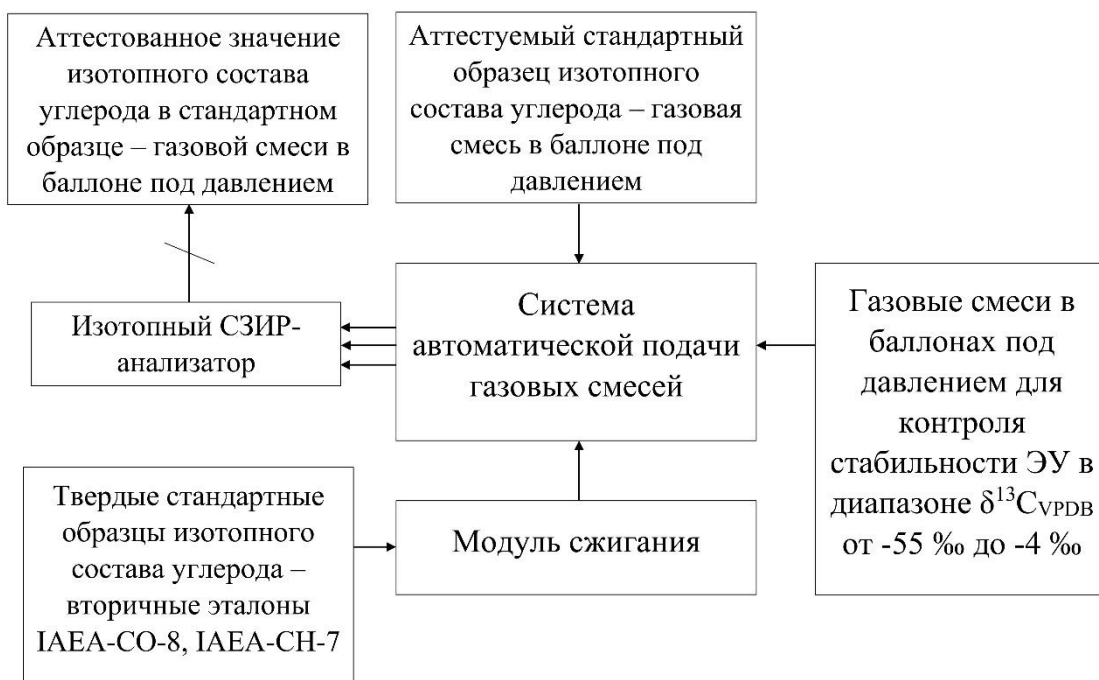 Аттестованное значение
изотопного состава
углерода в стандартном
образце – газовой смеси в
баллоне под давлением
Аттестуемый стандартный
образец изотопного
состава углерода – газовая
смесь в баллоне под
давлением
Изотопный СЗИР-
анализатор
Система
автоматической подачи
газовых смесей
Газовые смеси в
баллонах под
давлением для
контроля
стабильности ЭУ в
диапазоне δ¹³C_VPDB
от -55 ‰ до -4 ‰
Твердые стандартные
образцы изотопного
состава углерода –
вторичные эталоны
IAEA-CO-8, IAEA-CH-7
Модуль сжигания